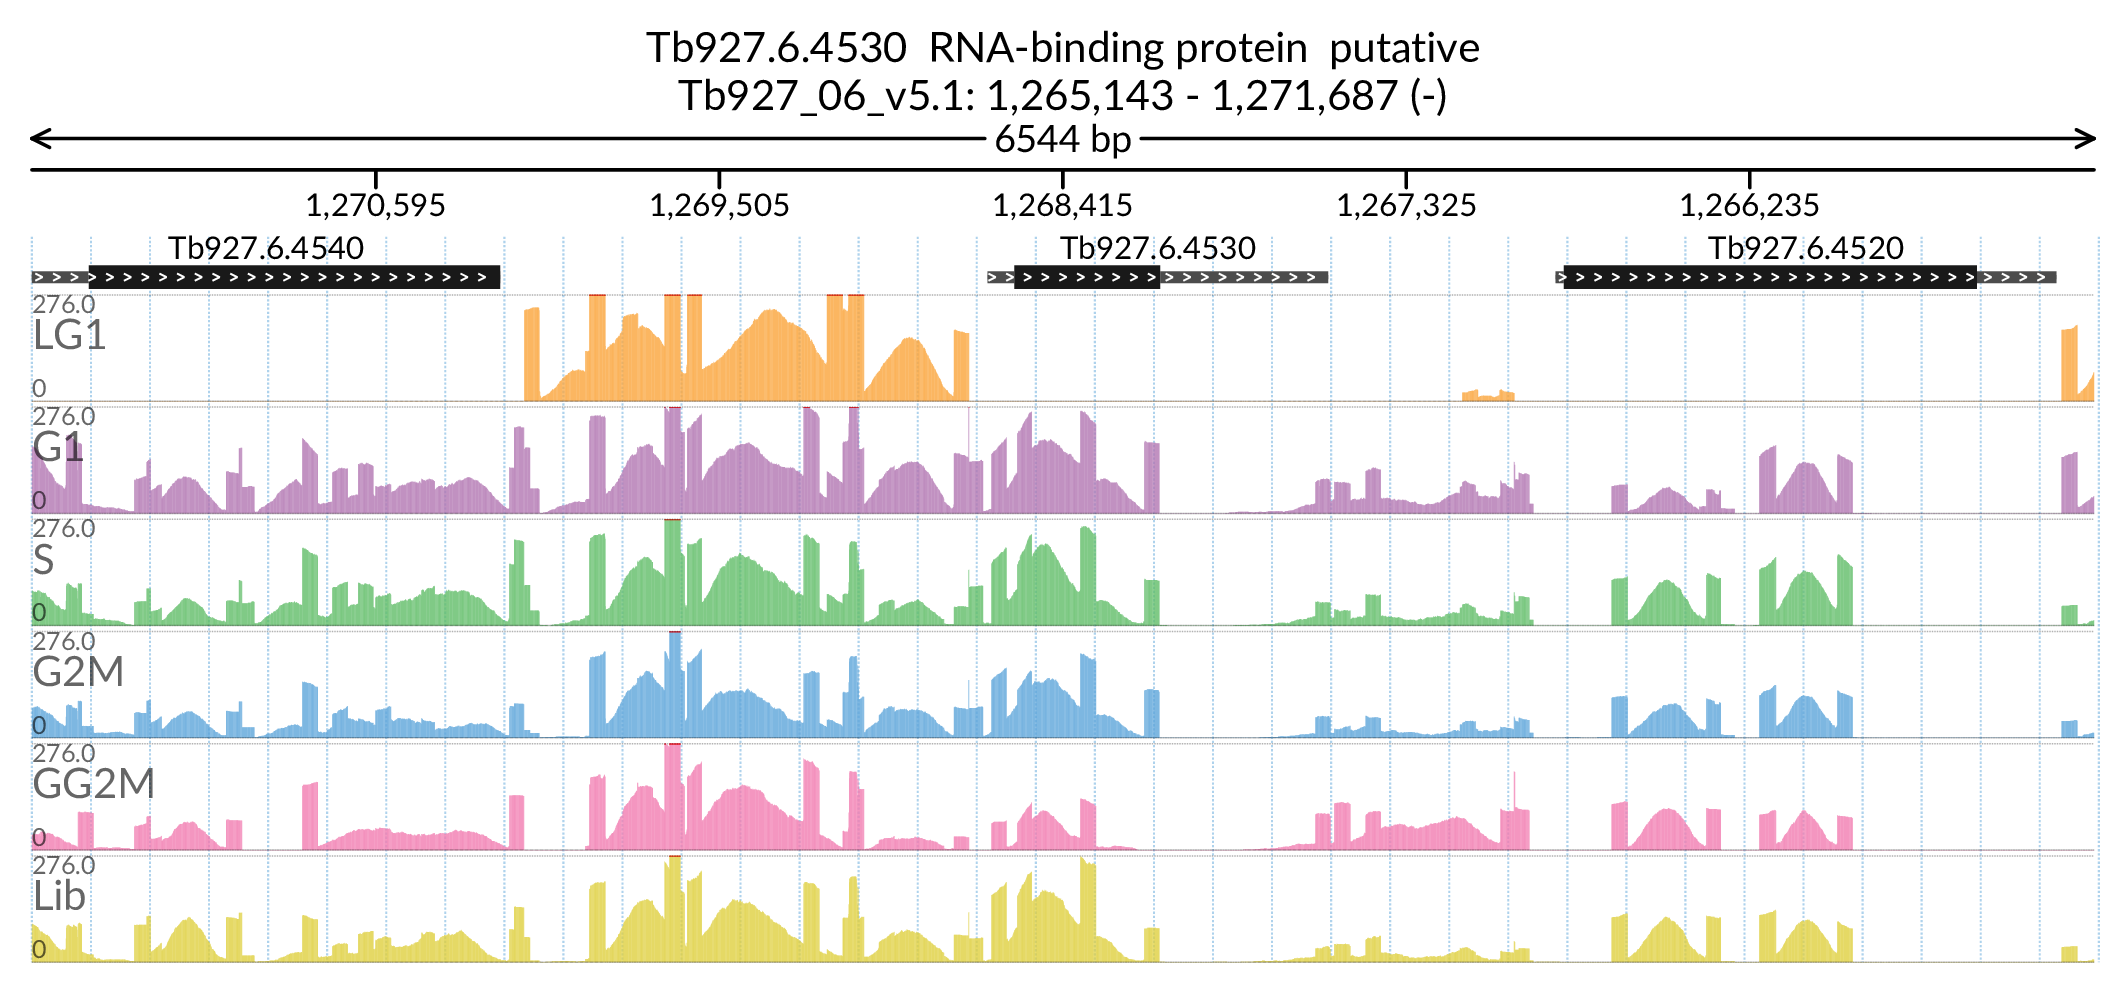 Tb927.6.4530 RNA-binding protein putative
Tb927_06_v5.1: 1,265,143 - 1,271,687 (-)
6544 bp
1,270,595 1,269,505 1,268,415 1,267,325 1,266,235
Tb927.6.4540 Tb927.6.4530 Tb927.6.4520
276.0
LG1
0
276.0
G1
0
276.0
S
0
276.0
G2M
0
276.0
GG2M
0
276.0
Lib
0